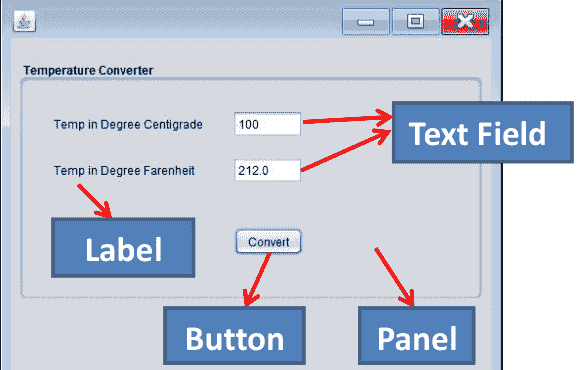 Temperature Converter
Temp in Degree Centigrade 100
Text Field
Temp in Degree Farenheit 212.0
Label
Convert
Button
Panel